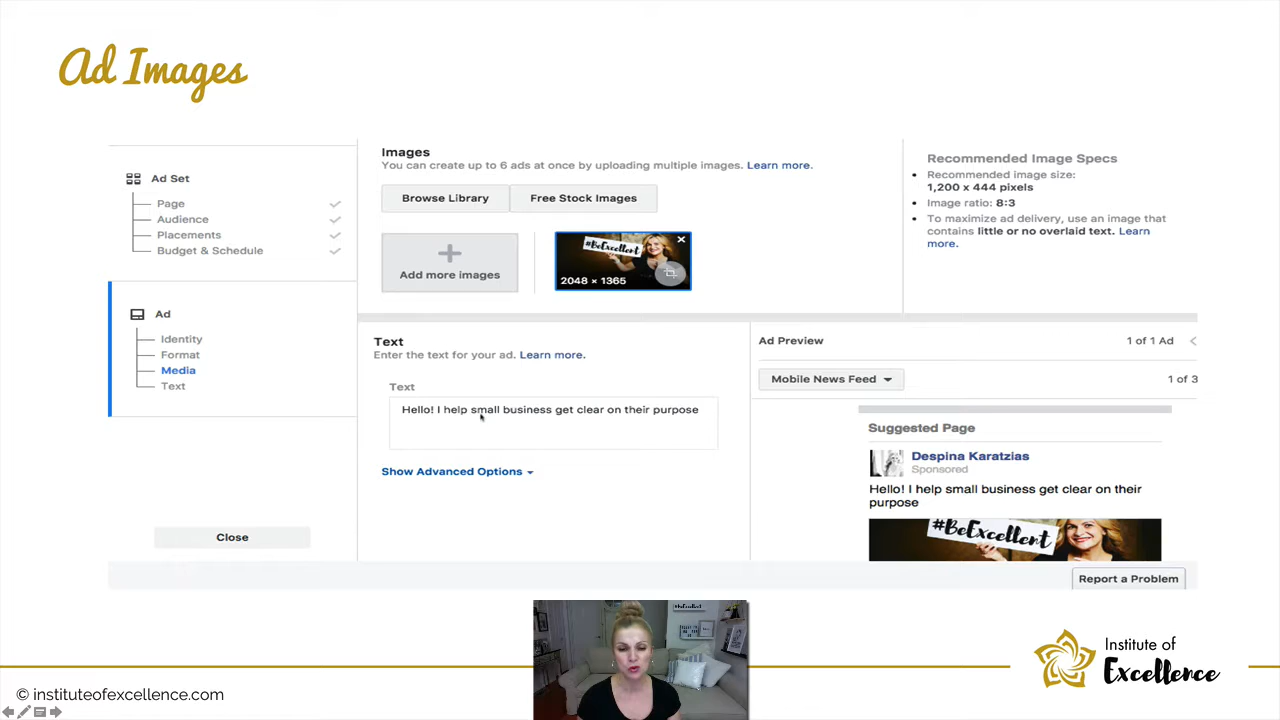 Ad Images
Ad Set
Page
Audience
Placements
Budget & Schedule
Ad
Identity
Format
Media
Text
Close
Images
You can create up to 6 ads at once by uploading multiple images. Learn more.
Browse Library
Free Stock Images
Add more images
#BeExcellent
2048 × 1365
Recommended Image Specs
Recommended image size:
1,200 x 444 pixels
Image ratio: 8:3
To maximize ad delivery, use an image that
contains little or no overlaid text. Learn
more.
Text
Enter the text for your ad. Learn more.
Text
Hello! I help small business get clear on their purpose
Show Advanced Options
Ad Preview
1 of 1 Ad
Mobile News Feed
1 of 3
Suggested Page
Despina Karatzias
Sponsored
Hello! I help small business get clear on their
purpose
#BeExcellent
Report a Problem
Institute of
Excellence
© instituteofexcellence.com